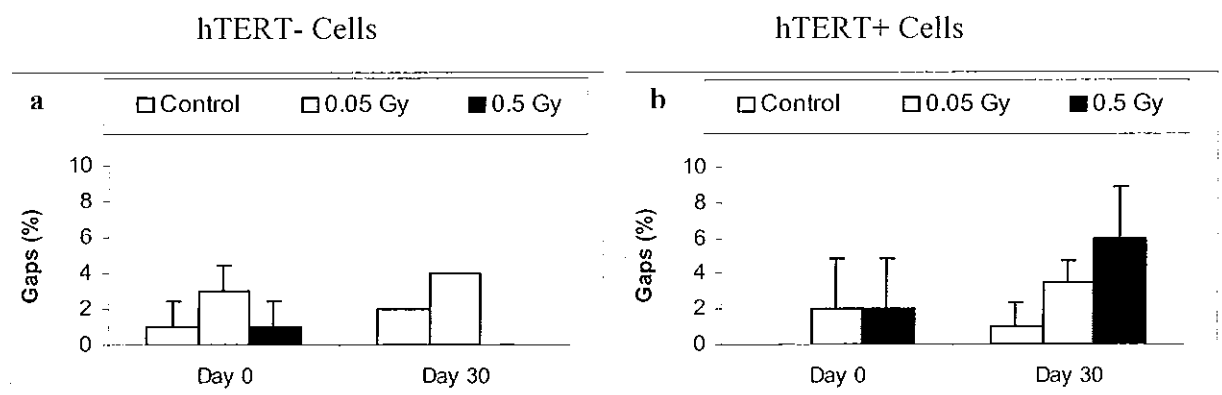 hTERT- Cells
hTERT+ Cells
a
Control 0.05 Gy 0.5 Gy
Gaps (%)
10
8
6
4
2
0
Day 0 Day 30
b
Control 0.05 Gy 0.5 Gy
Gaps (%)
10
8
6
4
2
0
Day 0 Day 30